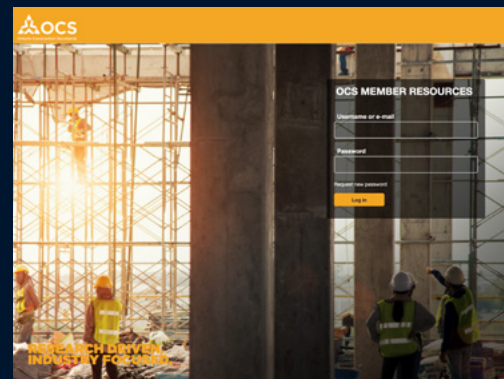 OCS
OCS MEMBER RESOURCES
Username or e-mail
Password
Request new password
Log in
RESEARCH DRIVEN
INDUSTRY FOCUSED